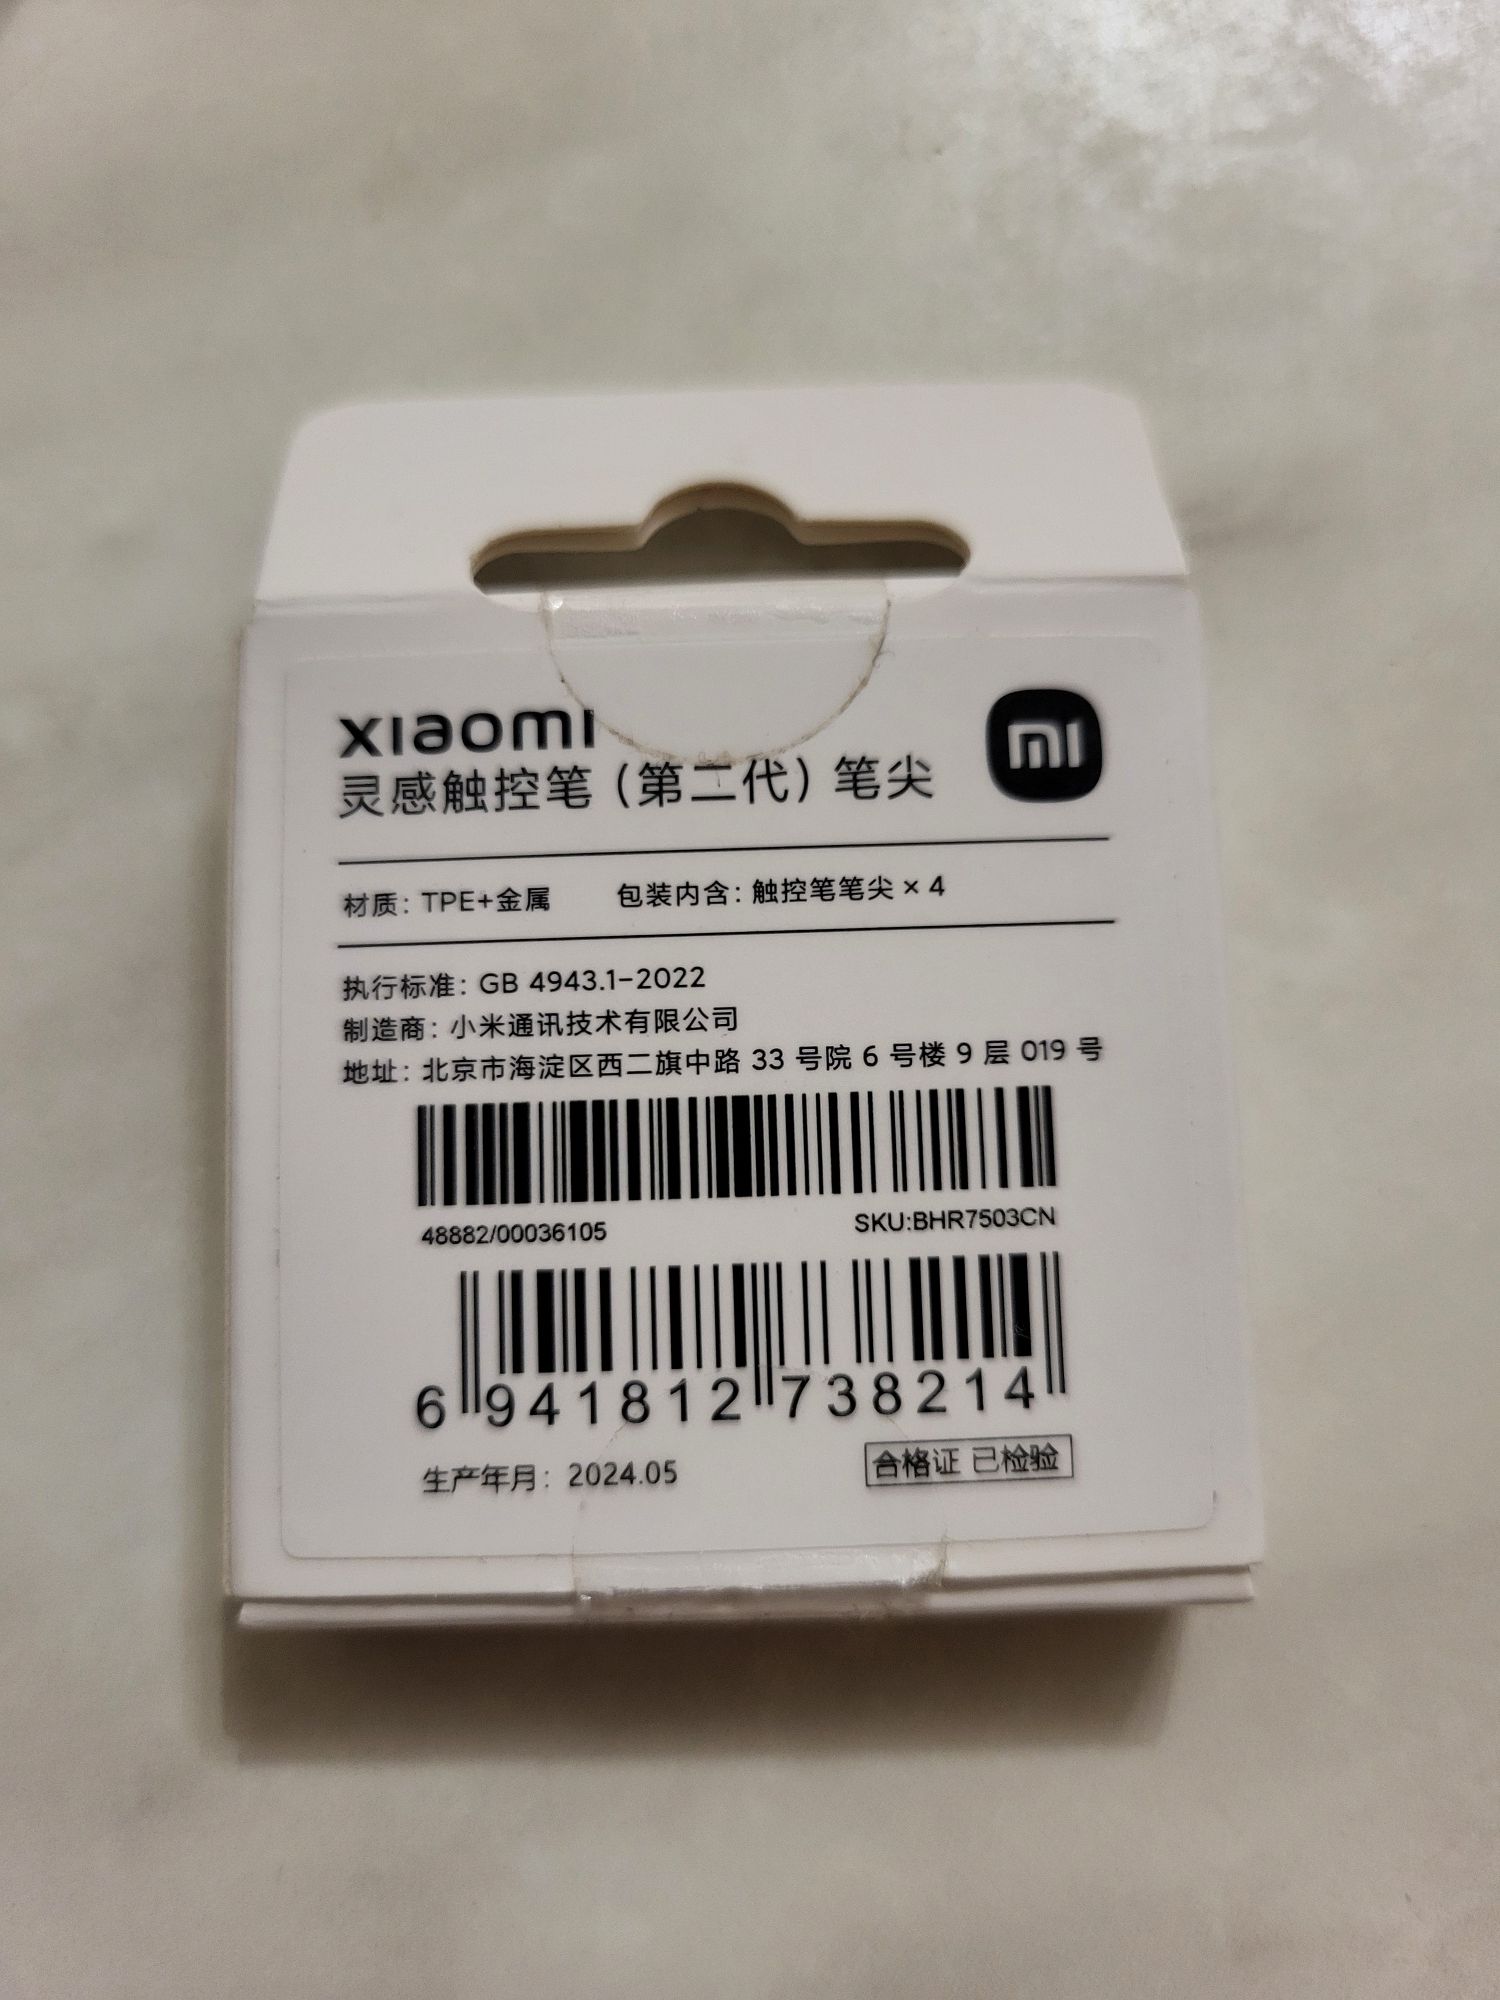 xiaomi
灵感触控笔（第二代）笔尖
材质：TPE+金属 包装内含：触控笔笔尖 × 4
执行标准：GB 4943.1-2022
制造商：小米通讯技术有限公司
地址：北京市海淀区西二旗中路 33 号院 6 号楼 9 层 019 号
48882/00036105 SKU:BHR7503CN
6 941812 738214
生产年月：2024.05 合格证 已检验